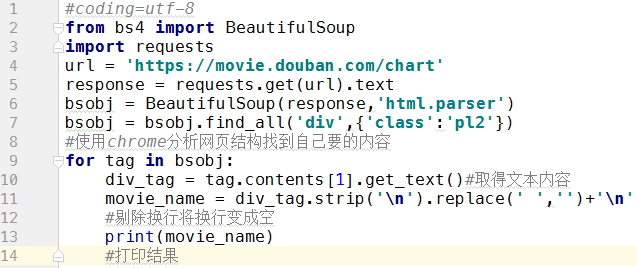 1 #coding=utf-8
2 from bs4 import BeautifulSoup
3 import requests
4 url = 'https://movie.douban.com/chart'
5 response = requests.get(url).text
6 bsobj = BeautifulSoup(response,'html.parser')
7 bsobj = bsobj.find_all('div',{'class':'pl2'})
8 #使用chrome分析网页结构找到自己要的内容
9 for tag in bsobj:
10 div_tag = tag.contents[1].get_text()#取得文本内容
11 movie_name = div_tag.strip('\n').replace(' ','')+'\n'
12 #剔除换行将换行变成空
13 print(movie_name)
14 #打印结果